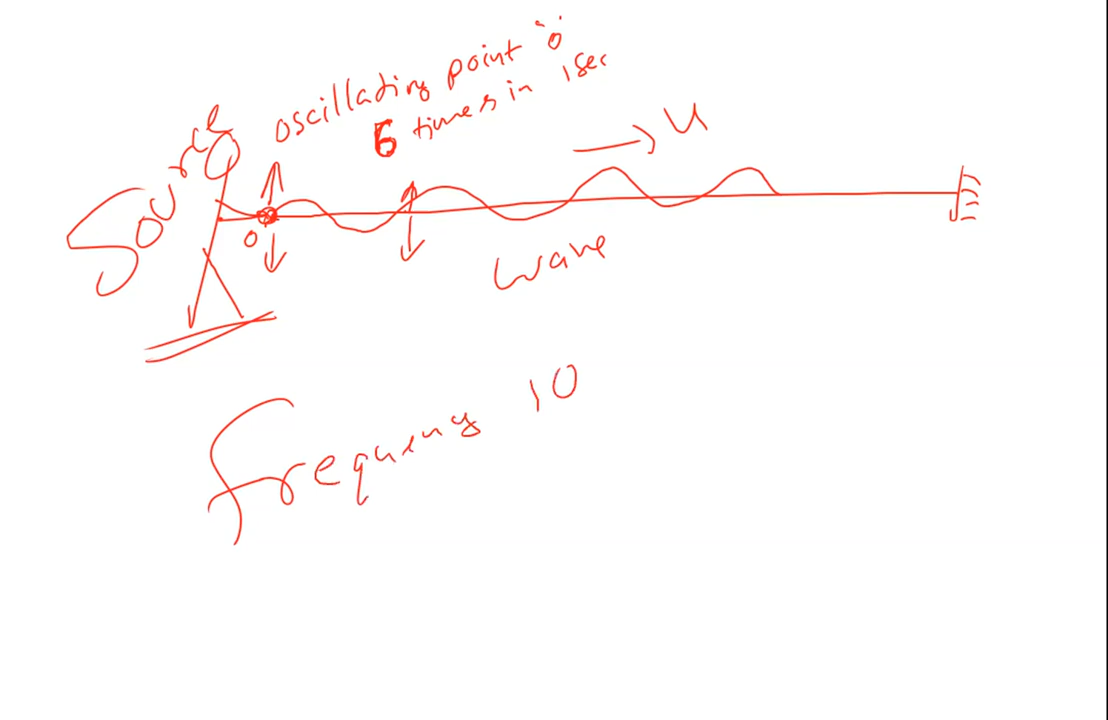 oscillating point "o"
6 times in 1sec
Source
u
o
wave
frequency 10